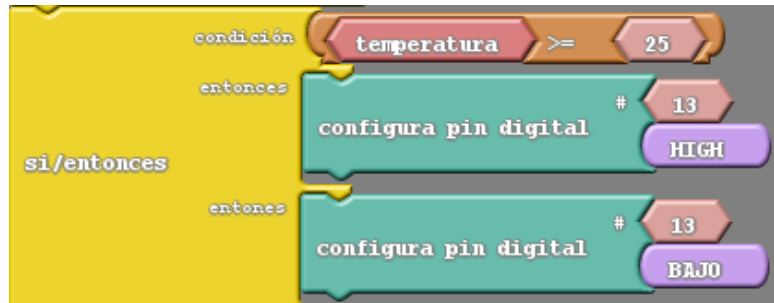 condición temperatura >= 25
entonces
configura pin digital # 13
HIGH
si/entonces
entones
configura pin digital # 13
BAJO